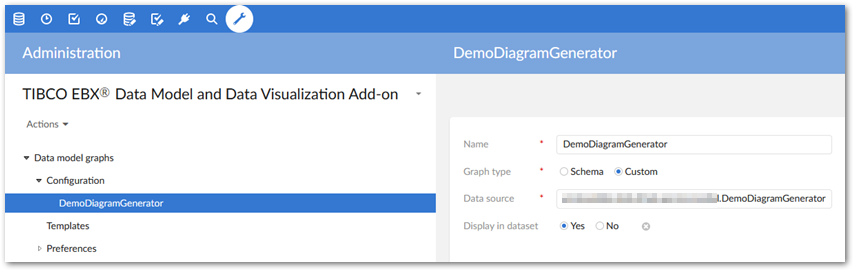 Administration
DemoDiagramGenerator
TIBCO EBX® Data Model and Data Visualization Add-on
Actions
Data model graphs
Configuration
DemoDiagramGenerator
Templates
Preferences
Name * DemoDiagramGenerator
Graph type * Schema Custom
Data source * .DemoDiagramGenerator
Display in dataset Yes No